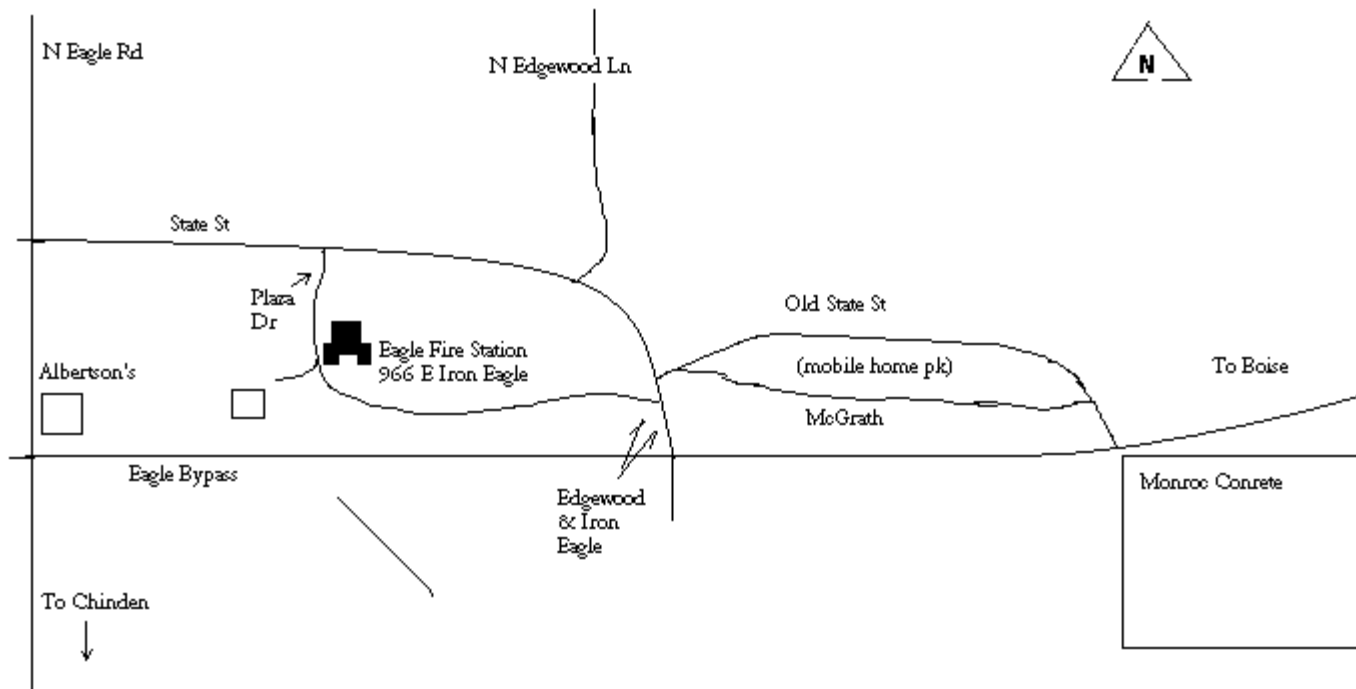 N Eagle Rd
N Edgewood Ln
N
State St
Plaza
Dr
Old State St
Eagle Fire Station
966 E Iron Eagle
(mobile home pk)
To Boise
Albertson's
McGrath
Eagle Bypass
Monroc Conrete
Edgewood
& Iron
Eagle
To Chinden